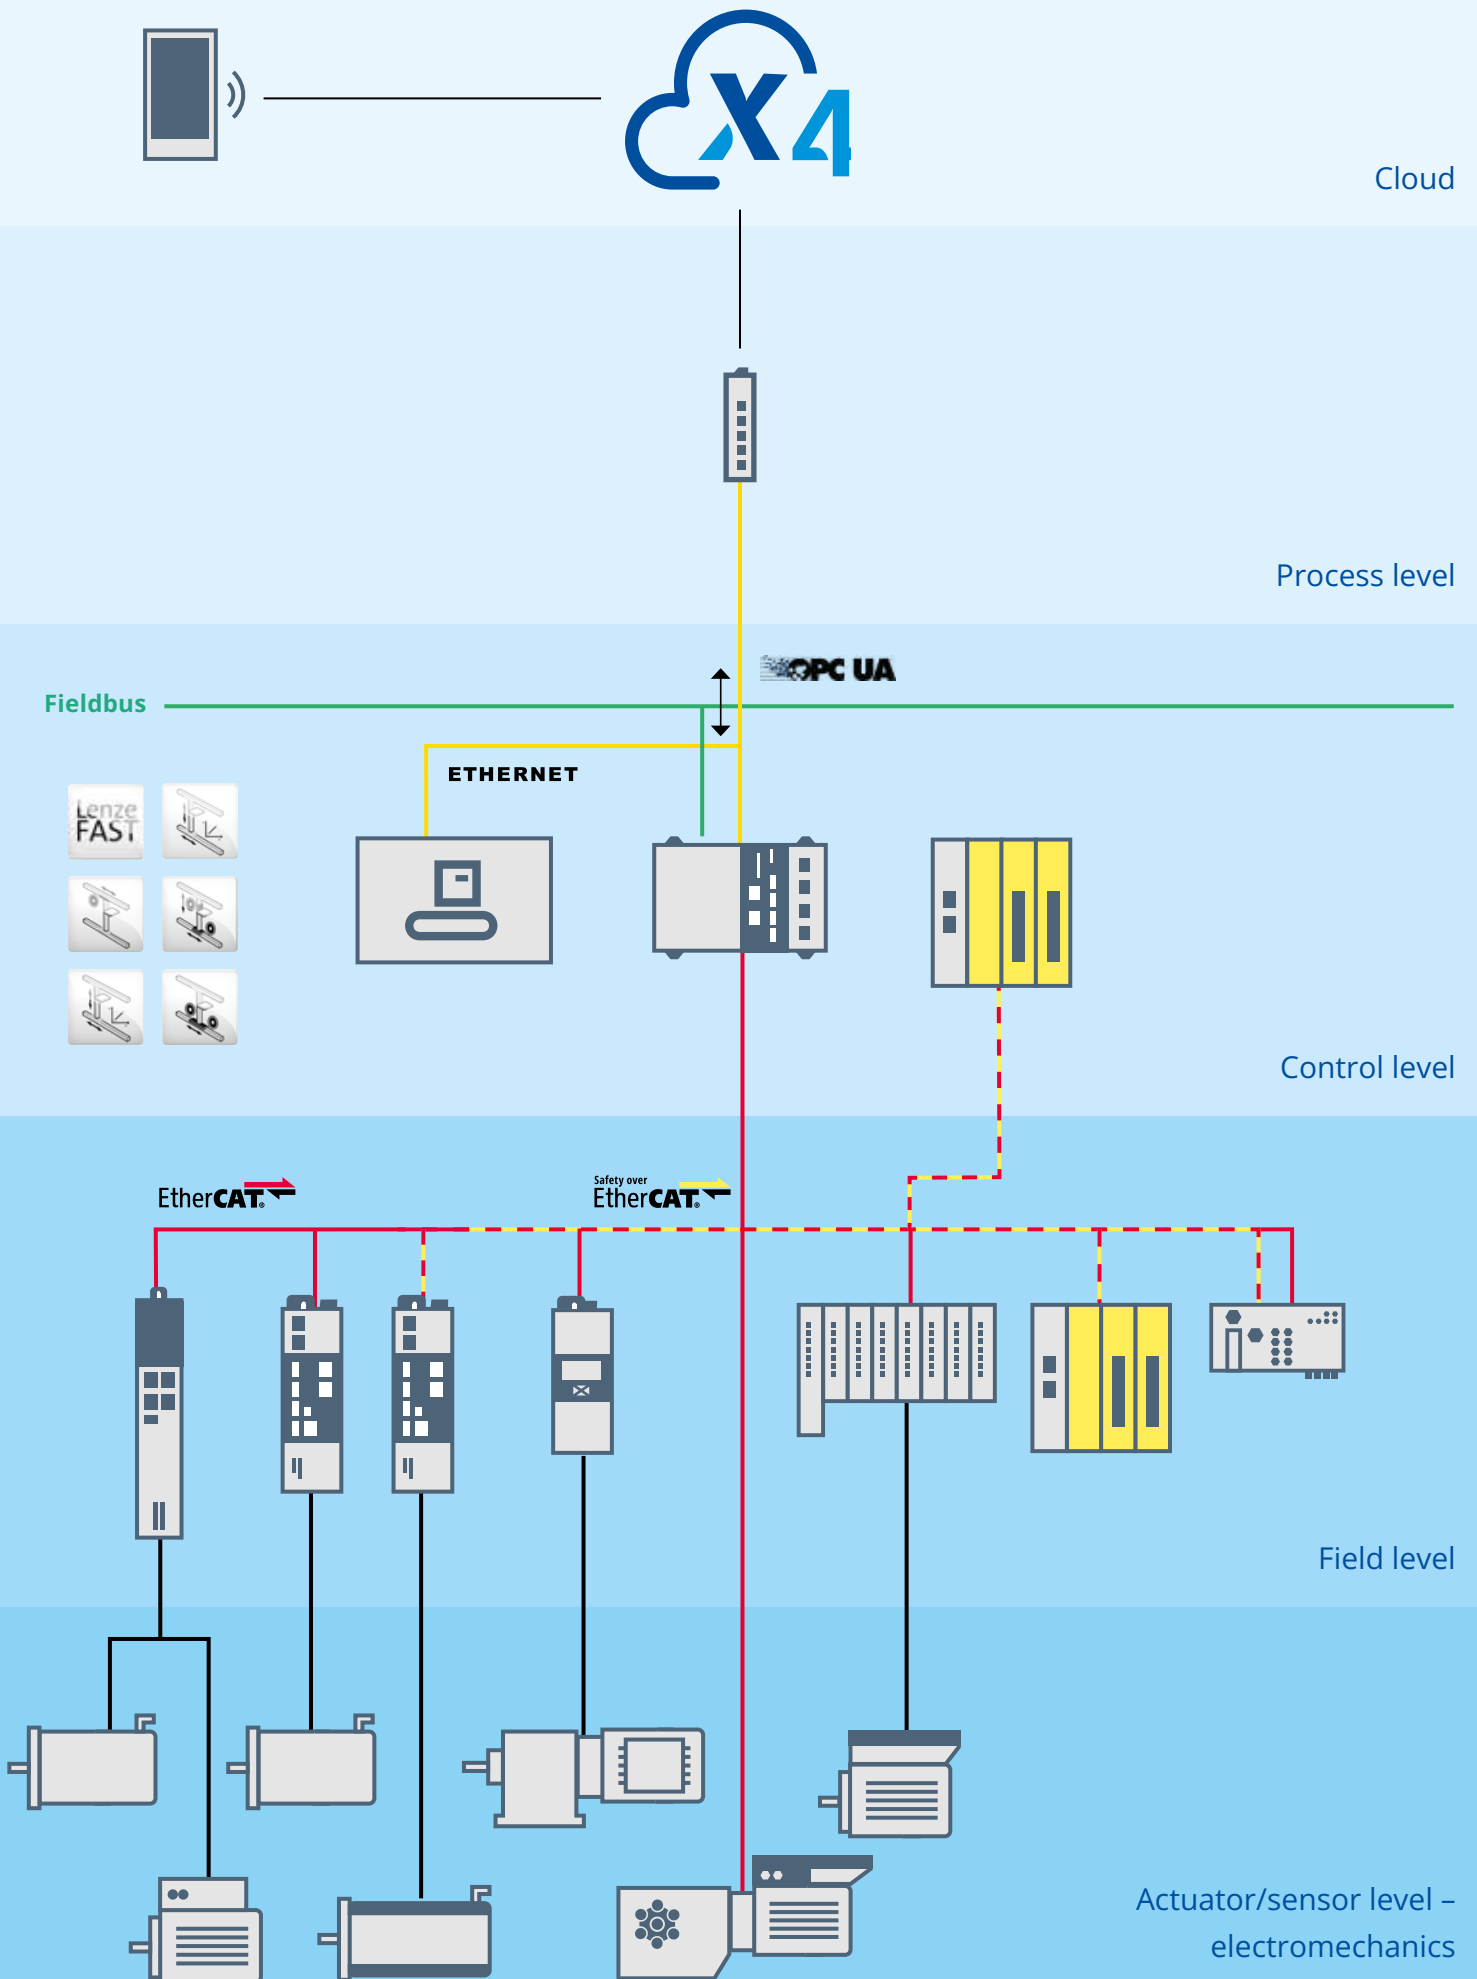 X4
Cloud
Process level
OPC UA
Fieldbus
ETHERNET
Lenze
FAST
Control level
EtherCAT®
Safety over
EtherCAT®
Field level
Actuator/sensor level –
electromechanics